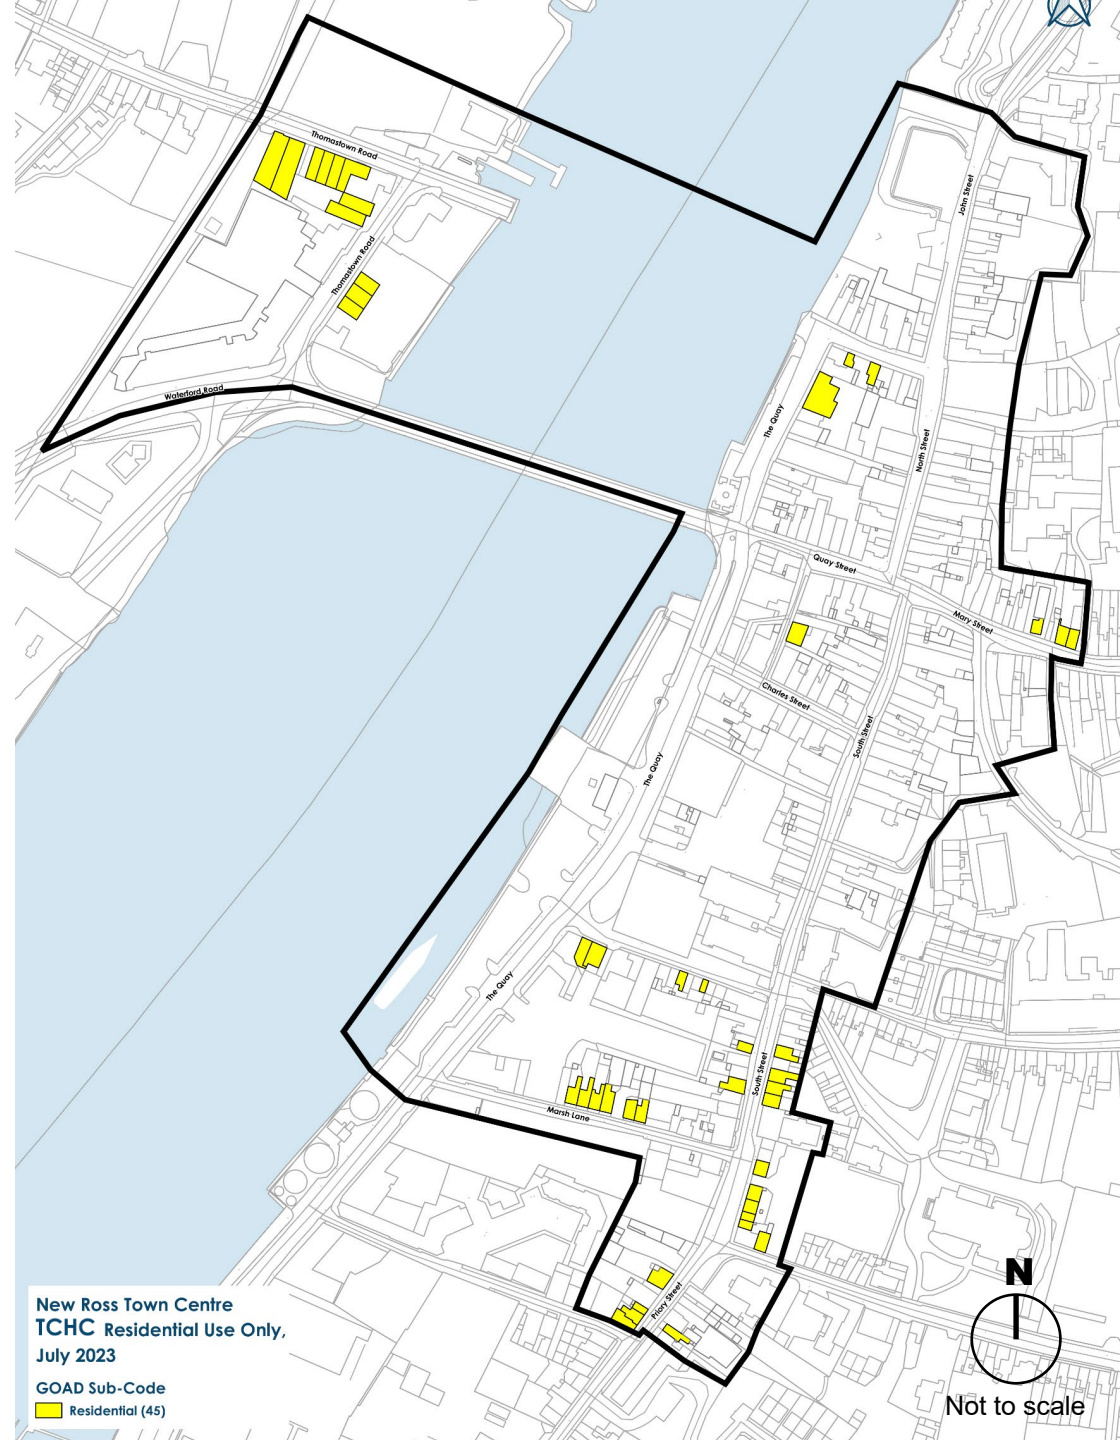 Thomastown Road
John Street
Thomastown Road
Waterford Road
The Quay
North Street
Quay Street
Mary Street
Charles Street
South Street
The Quay
The Quay
South Street
Marsh Lane
Priory Street
New Ross Town Centre
TCHC Residential Use Only,
July 2023
GOAD Sub-Code
Residential (45)
N
Not to scale